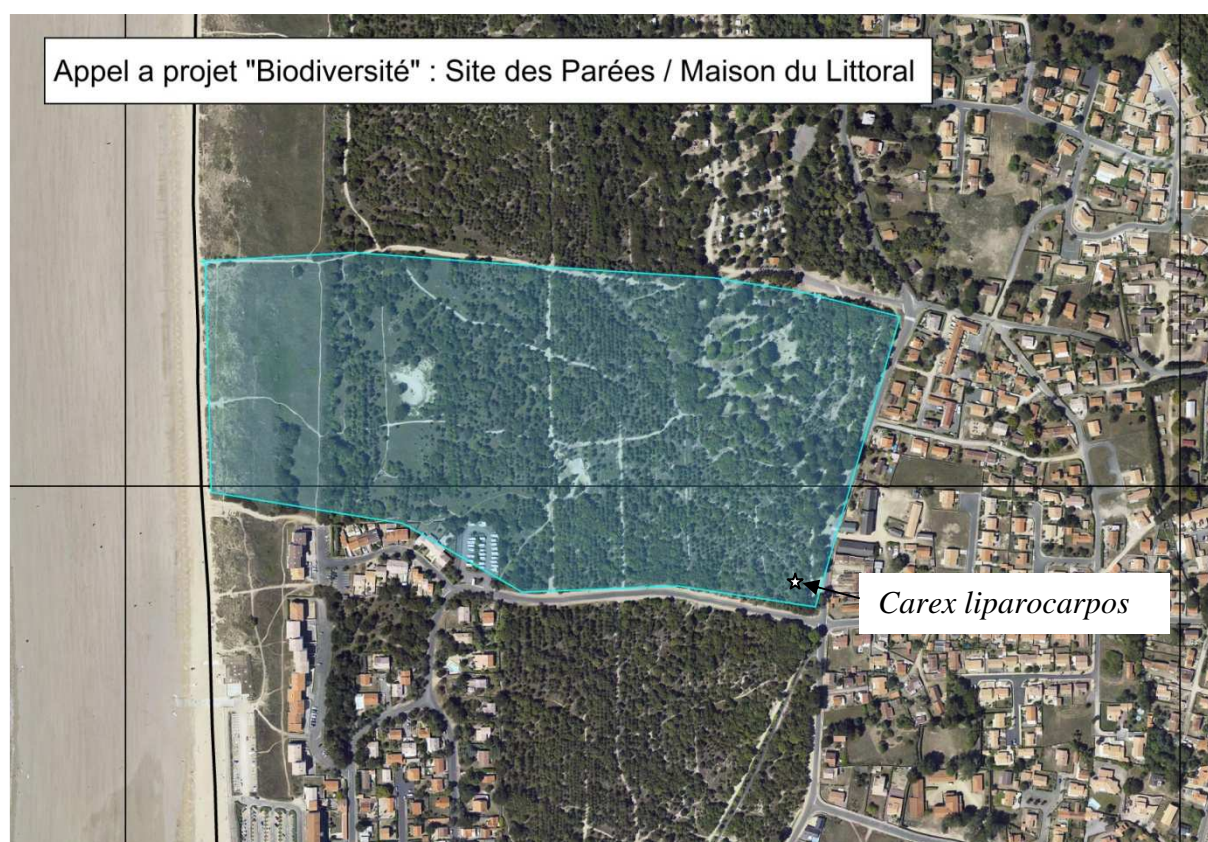 Appel a projet "Biodiversité" : Site des Parées / Maison du Littoral
Carex liparocarpos